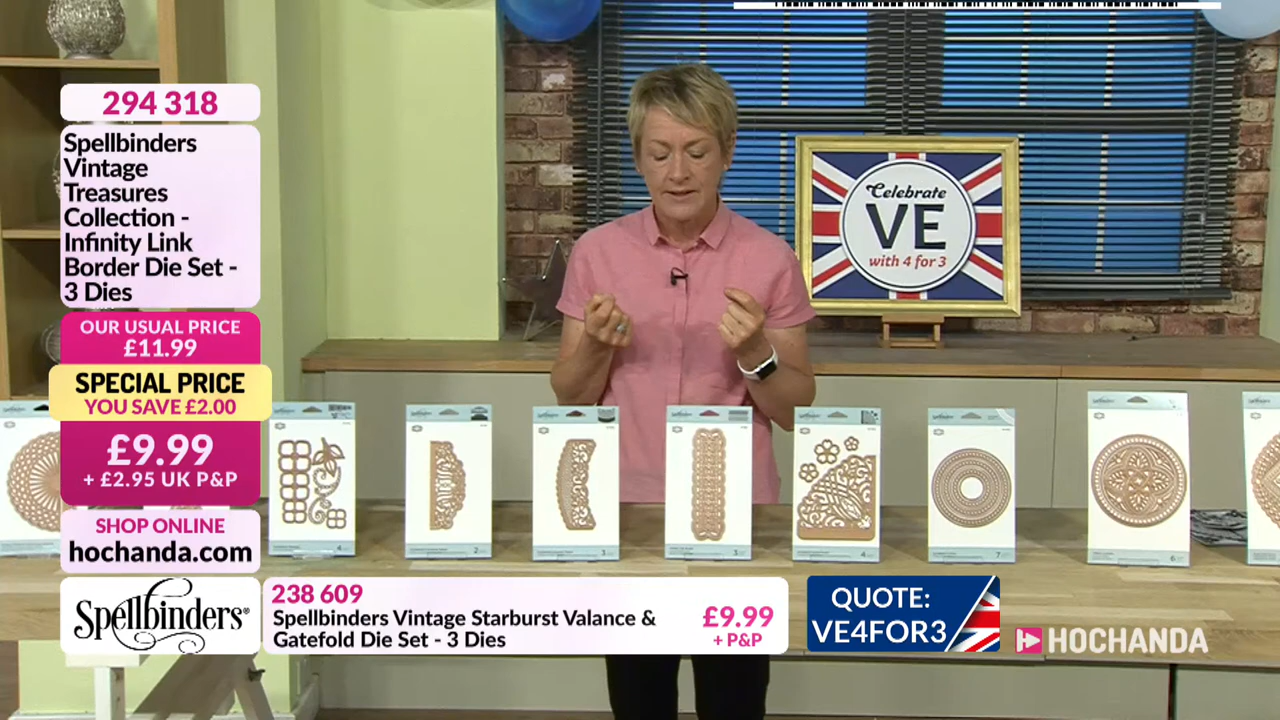 294 318
Spellbinders
Vintage
Treasures
Collection -
Infinity Link
Border Die Set -
3 Dies
OUR USUAL PRICE
£11.99
SPECIAL PRICE
YOU SAVE £2.00
£9.99
+ £2.95 UK P&P
SHOP ONLINE
hochanda.com
Celebrate
VE
with 4 for 3
Spellbinders®
238 609
Spellbinders Vintage Starburst Valance &
Gatefold Die Set - 3 Dies
£9.99
+ P&P
QUOTE:
VE4FOR3
HOCHANDA